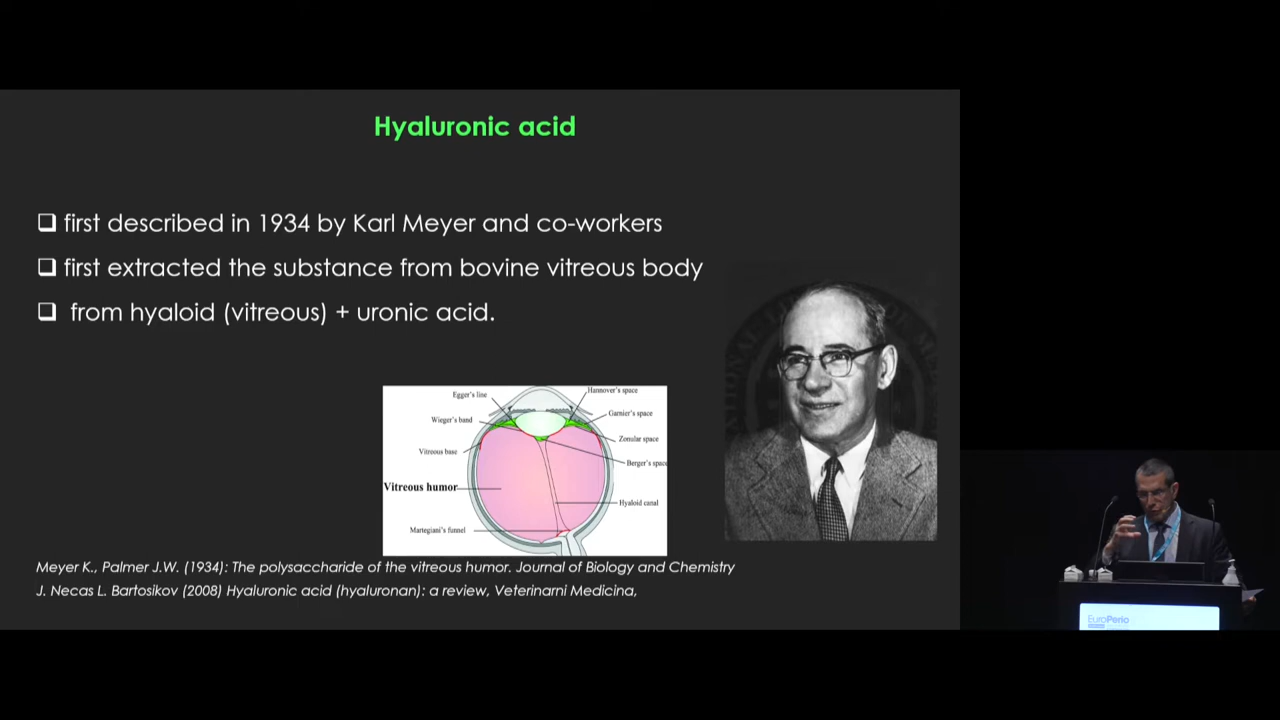 Hyaluronic acid
❑ first described in 1934 by Karl Meyer and co-workers
❑ first extracted the substance from bovine vitreous body
❑ from hyaloid (vitreous) + uronic acid.
Egger's line
Hannover's space
Wieger's band
Garnier's space
Zonular space
Vitreous base
Berger's space
Vitreous humor
Hyaloid canal
Martegiani's funnel
Meyer K., Palmer J.W. (1934): The polysaccharide of the vitreous humor. Journal of Biology and Chemistry
J. Necas L. Bartosikov (2008) Hyaluronic acid (hyaluronan): a review, Veterinarni Medicina,
EuroPerio